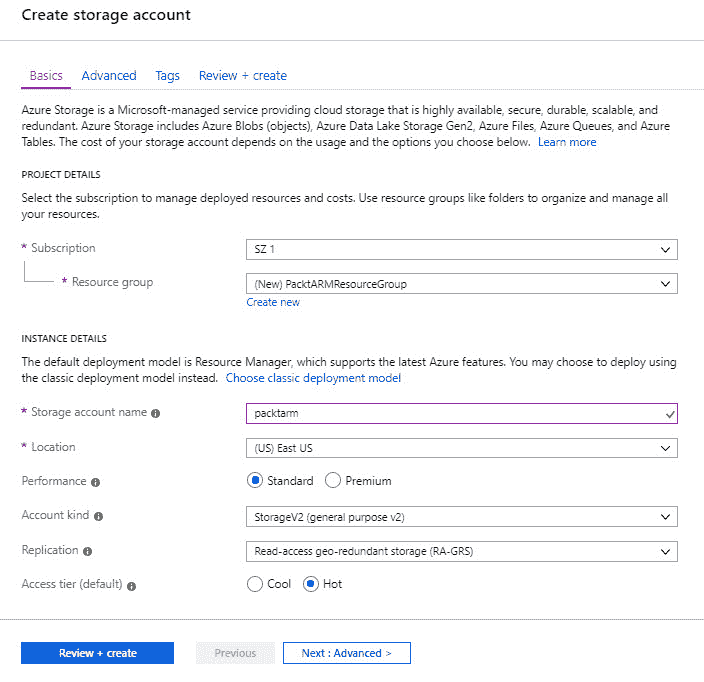 Create storage account
Basics Advanced Tags Review + create
Azure Storage is a Microsoft-managed service providing cloud storage that is highly available, secure, durable, scalable, and
redundant. Azure Storage includes Azure Blobs (objects), Azure Data Lake Storage Gen2, Azure Files, Azure Queues, and Azure
Tables. The cost of your storage account depends on the usage and the options you choose below. Learn more
PROJECT DETAILS
Select the subscription to manage deployed resources and costs. Use resource groups like folders to organize and manage all
your resources.
* Subscription SZ 1
* Resource group (New) PacktARMResourceGroup
Create new
INSTANCE DETAILS
The default deployment model is Resource Manager, which supports the latest Azure features. You may choose to deploy using
the classic deployment model instead. Choose classic deployment model
* Storage account name packtarm
* Location (US) East US
Performance Standard Premium
Account kind StorageV2 (general purpose v2)
Replication Read-access geo-redundant storage (RA-GRS)
Access tier (default) Cool Hot
Review + create Previous Next : Advanced >